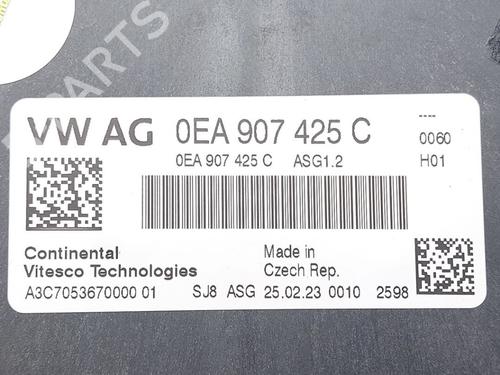 VW AG 0EA 907 425 C
----
0060
0EA 907 425 C ASG1.2 H01
Continental
Vitesco Technologies
Made in
Czech Rep.
A3C7053670000 01 SJ8 ASG 25.02.23 0010 2598
PARTS